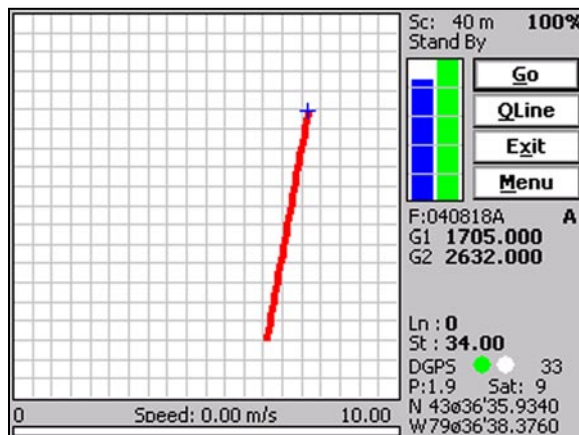 Sc: 40 m 100%
Stand By
Go
QLine
Exit
Menu
F:040818A A
G1 1705.000
G2 2632.000
Ln : 0
St : 34.00
DGPS 33
P:1.9 Sat: 9
N 43ø36'35.9340
W79ø36'38.3760
0 Speed: 0.00 m/s 10.00